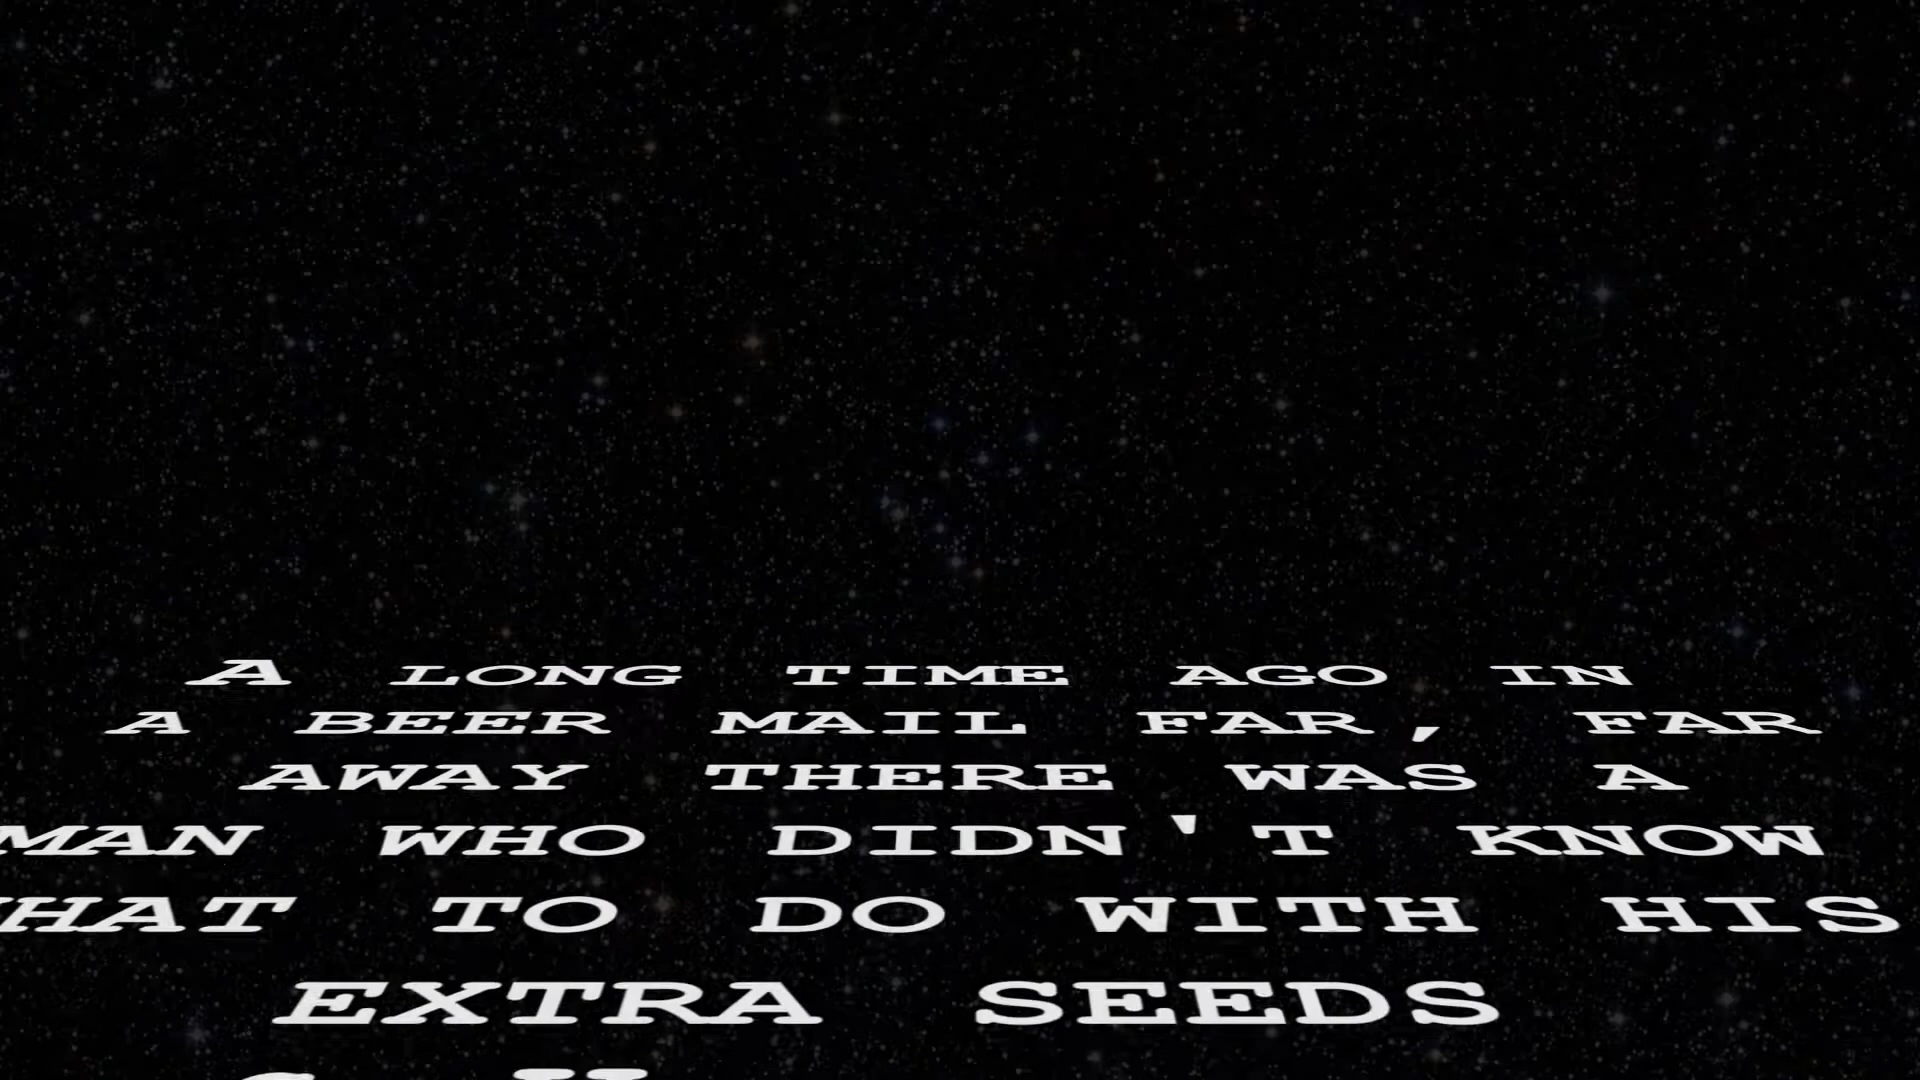 A LONG TIME AGO IN
A BEER MAIL FAR, FAR
AWAY THERE WAS A
MAN WHO DIDN'T KNOW
HAT TO DO WITH HIS
EXTRA SEEDS